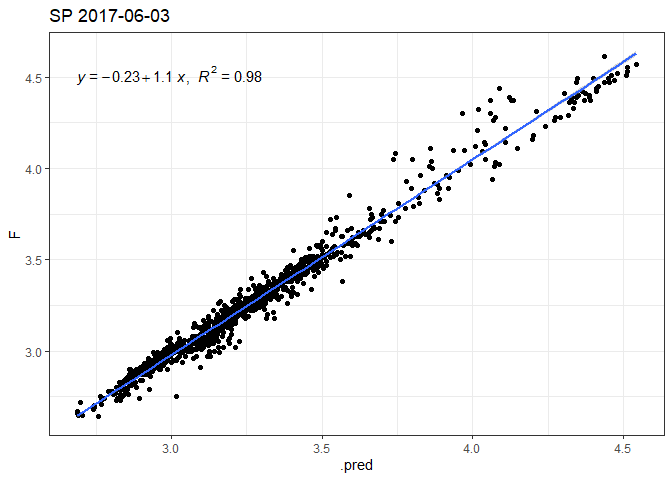 SP 2017-06-03
y = −0.23 + 1.1 x, R² = 0.98
4.5
4.0
3.5
3.0
F
3.0 3.5 4.0 4.5
.pred